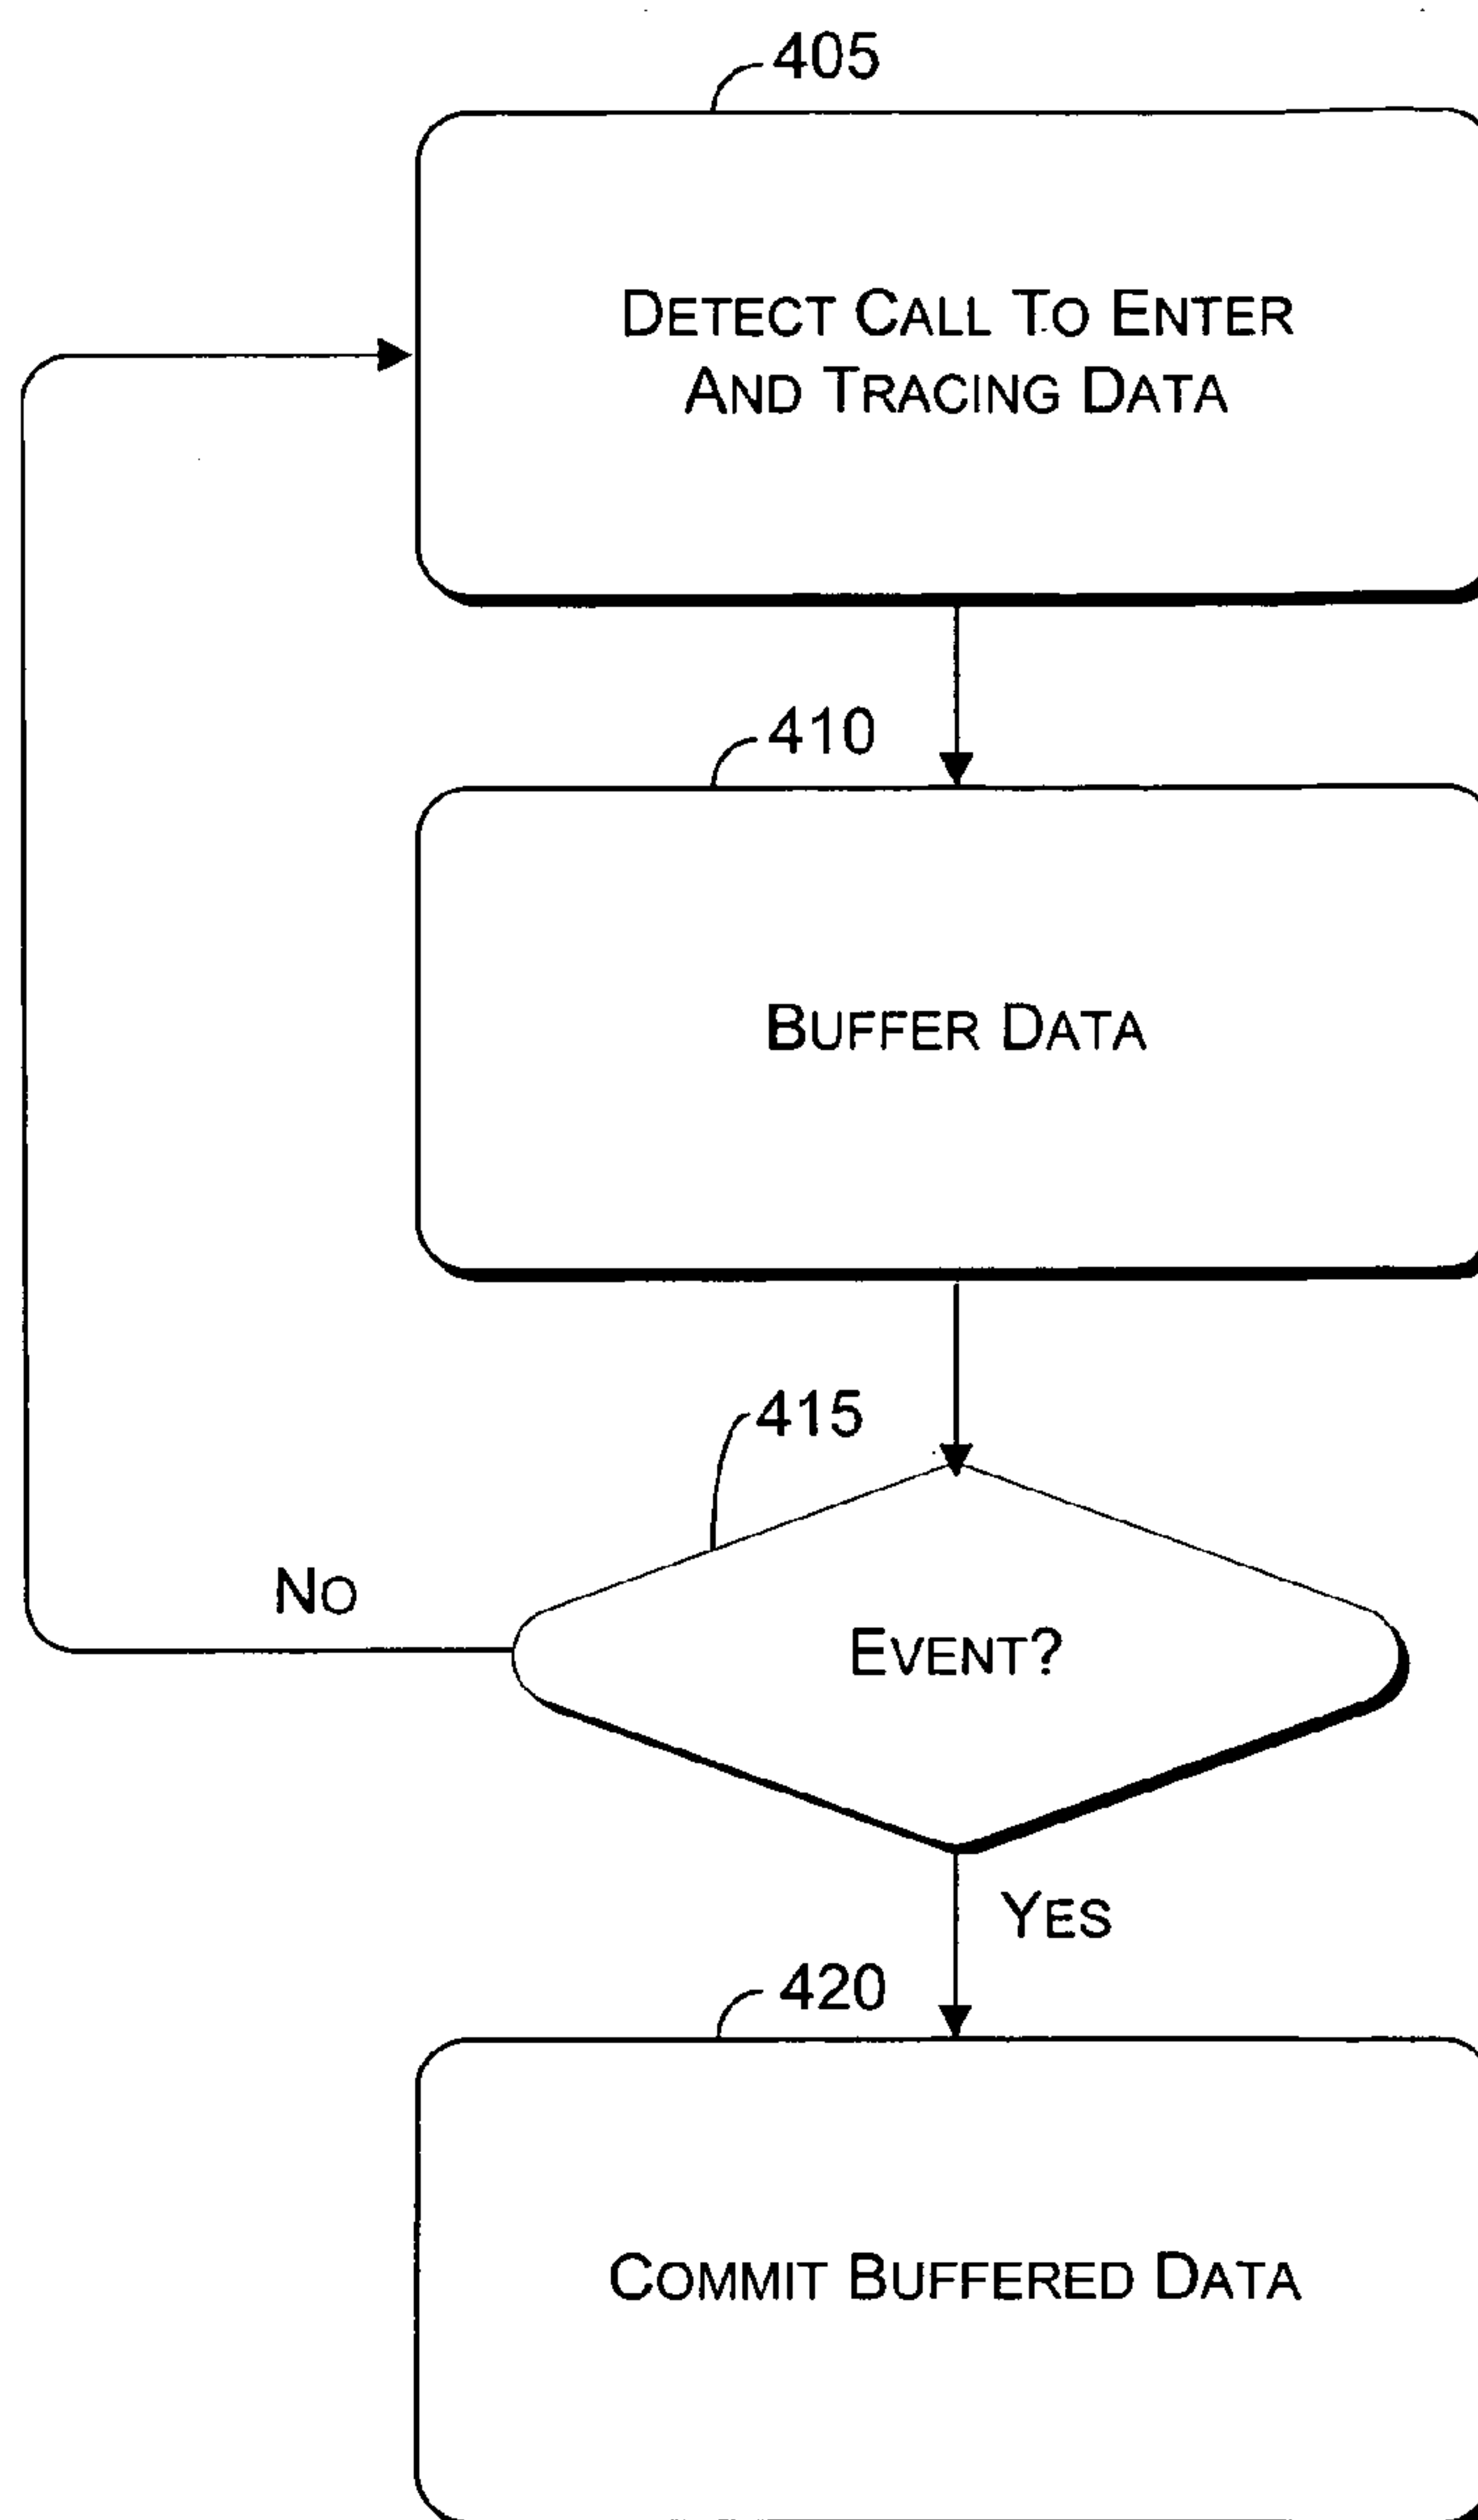 405
DETECT CALL TO ENTER
AND TRACING DATA
410
BUFFER DATA
415
NO
EVENT?
YES
420
COMMIT BUFFERED DATA